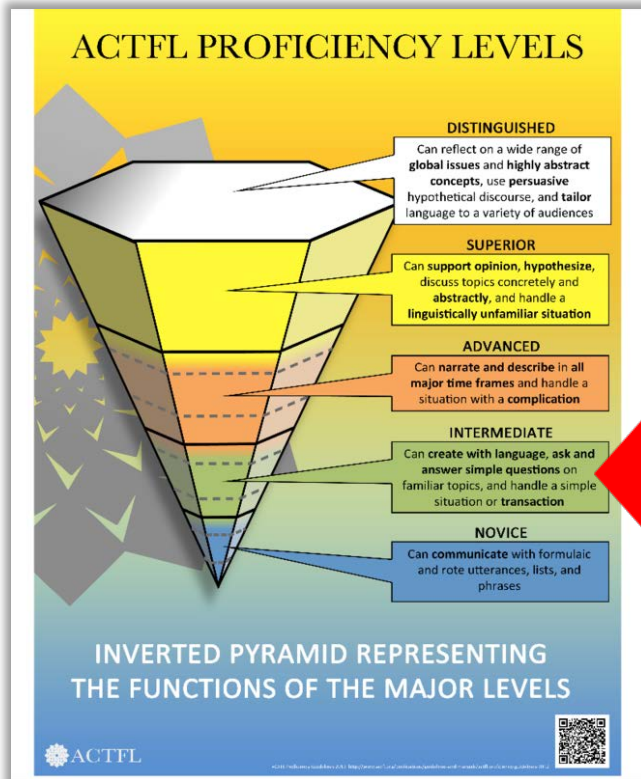 ACTFL PROFICIENCY LEVELS
DISTINGUISHED
Can reflect on a wide range of
global issues and highly abstract
concepts, use persuasive
hypothetical discourse, and tailor
language to a variety of audiences
SUPERIOR
Can support opinion, hypothesize,
discuss topics concretely and
abstractly, and handle a
linguistically unfamiliar situation
ADVANCED
Can narrate and describe in all
major time frames and handle a
situation with a complication
INTERMEDIATE
Can create with language, ask and
answer simple questions on
familiar topics, and handle a simple
situation or transaction
NOVICE
Can communicate with formulaic
and rote utterances, lists, and
phrases
INVERTED PYRAMID REPRESENTING
THE FUNCTIONS OF THE MAJOR LEVELS
ACTFL